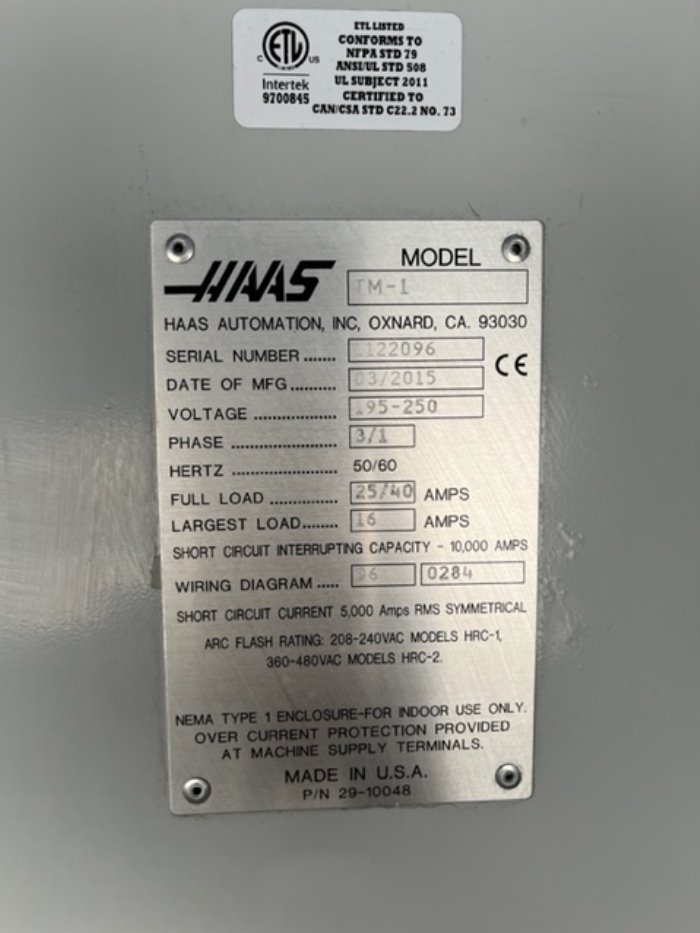 ETL LISTED
CONFORMS TO
NFPA STD 79
ANSI/UL STD 508
UL SUBJECT 2011
CERTIFIED TO
CAN/CSA STD C22.2 NO. 73
C ETL US
Intertek
9700845
HAAS
MODEL
TM-1
HAAS AUTOMATION, INC, OXNARD, CA. 93030
SERIAL NUMBER ....... 1122096
CE
DATE OF MFG.......... 03/2015
VOLTAGE .................. 195-250
PHASE ....................... 3/1
HERTZ ....................... 50/60
FULL LOAD ............... 25/40 AMPS
LARGEST LOAD........ 16 AMPS
SHORT CIRCUIT INTERRUPTING CAPACITY - 10,000 AMPS
WIRING DIAGRAM ..... 96 0284
SHORT CIRCUIT CURRENT 5,000 Amps RMS SYMMETRICAL
ARC FLASH RATING: 208-240VAC MODELS HRC-1,
360-480VAC MODELS HRC-2.
NEMA TYPE 1 ENCLOSURE-FOR INDOOR USE ONLY.
OVER CURRENT PROTECTION PROVIDED
AT MACHINE SUPPLY TERMINALS.
MADE IN U.S.A.
P/N 29-10048